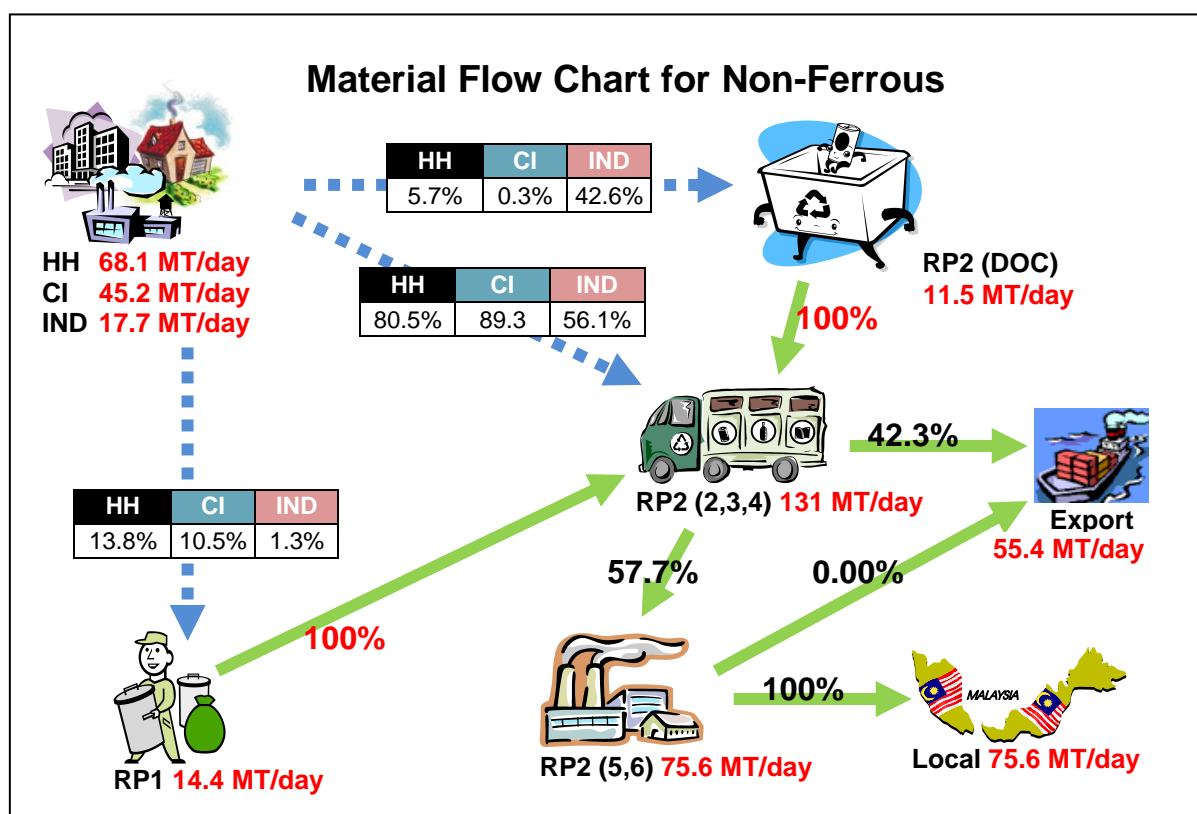 Material Flow Chart for Non-Ferrous
HH CI IND
5.7% 0.3% 42.6%
HH 68.1 MT/day
CI 45.2 MT/day
IND 17.7 MT/day
RP2 (DOC)
11.5 MT/day
HH CI IND
80.5% 89.3 56.1%
100%
42.3%
RP2 (2,3,4) 131 MT/day
Export
55.4 MT/day
HH CI IND
13.8% 10.5% 1.3%
57.7%
0.00%
100%
100%
MALAYSIA
RP1 14.4 MT/day
RP2 (5,6) 75.6 MT/day
Local 75.6 MT/day